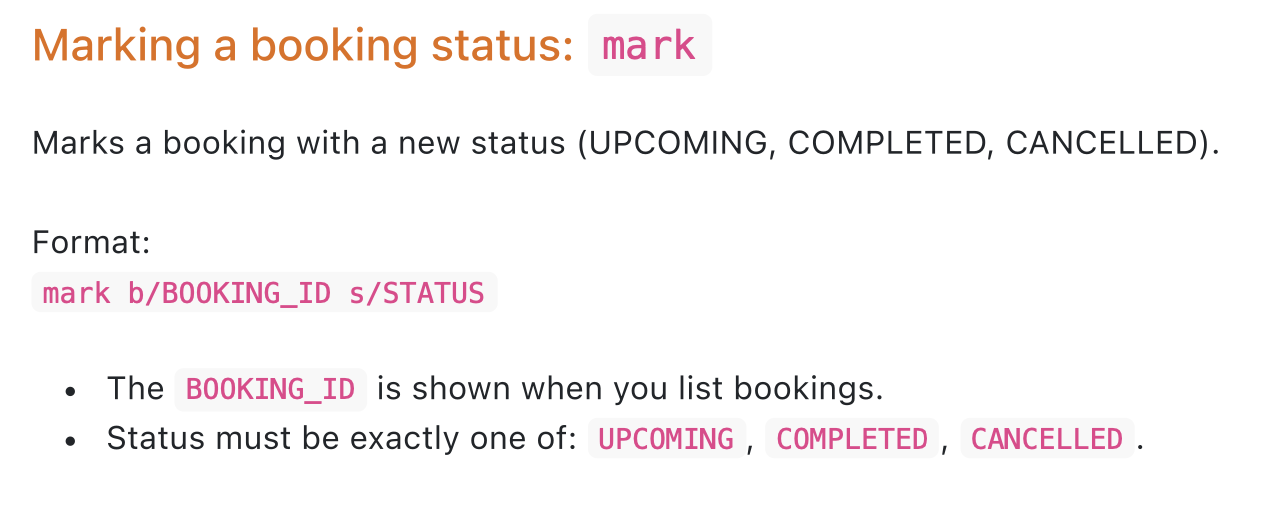 Marking a booking status: mark
Marks a booking with a new status (UPCOMING, COMPLETED, CANCELLED).
Format:
mark b/BOOKING_ID s/STATUS
• The BOOKING_ID is shown when you list bookings.
• Status must be exactly one of: UPCOMING, COMPLETED, CANCELLED.